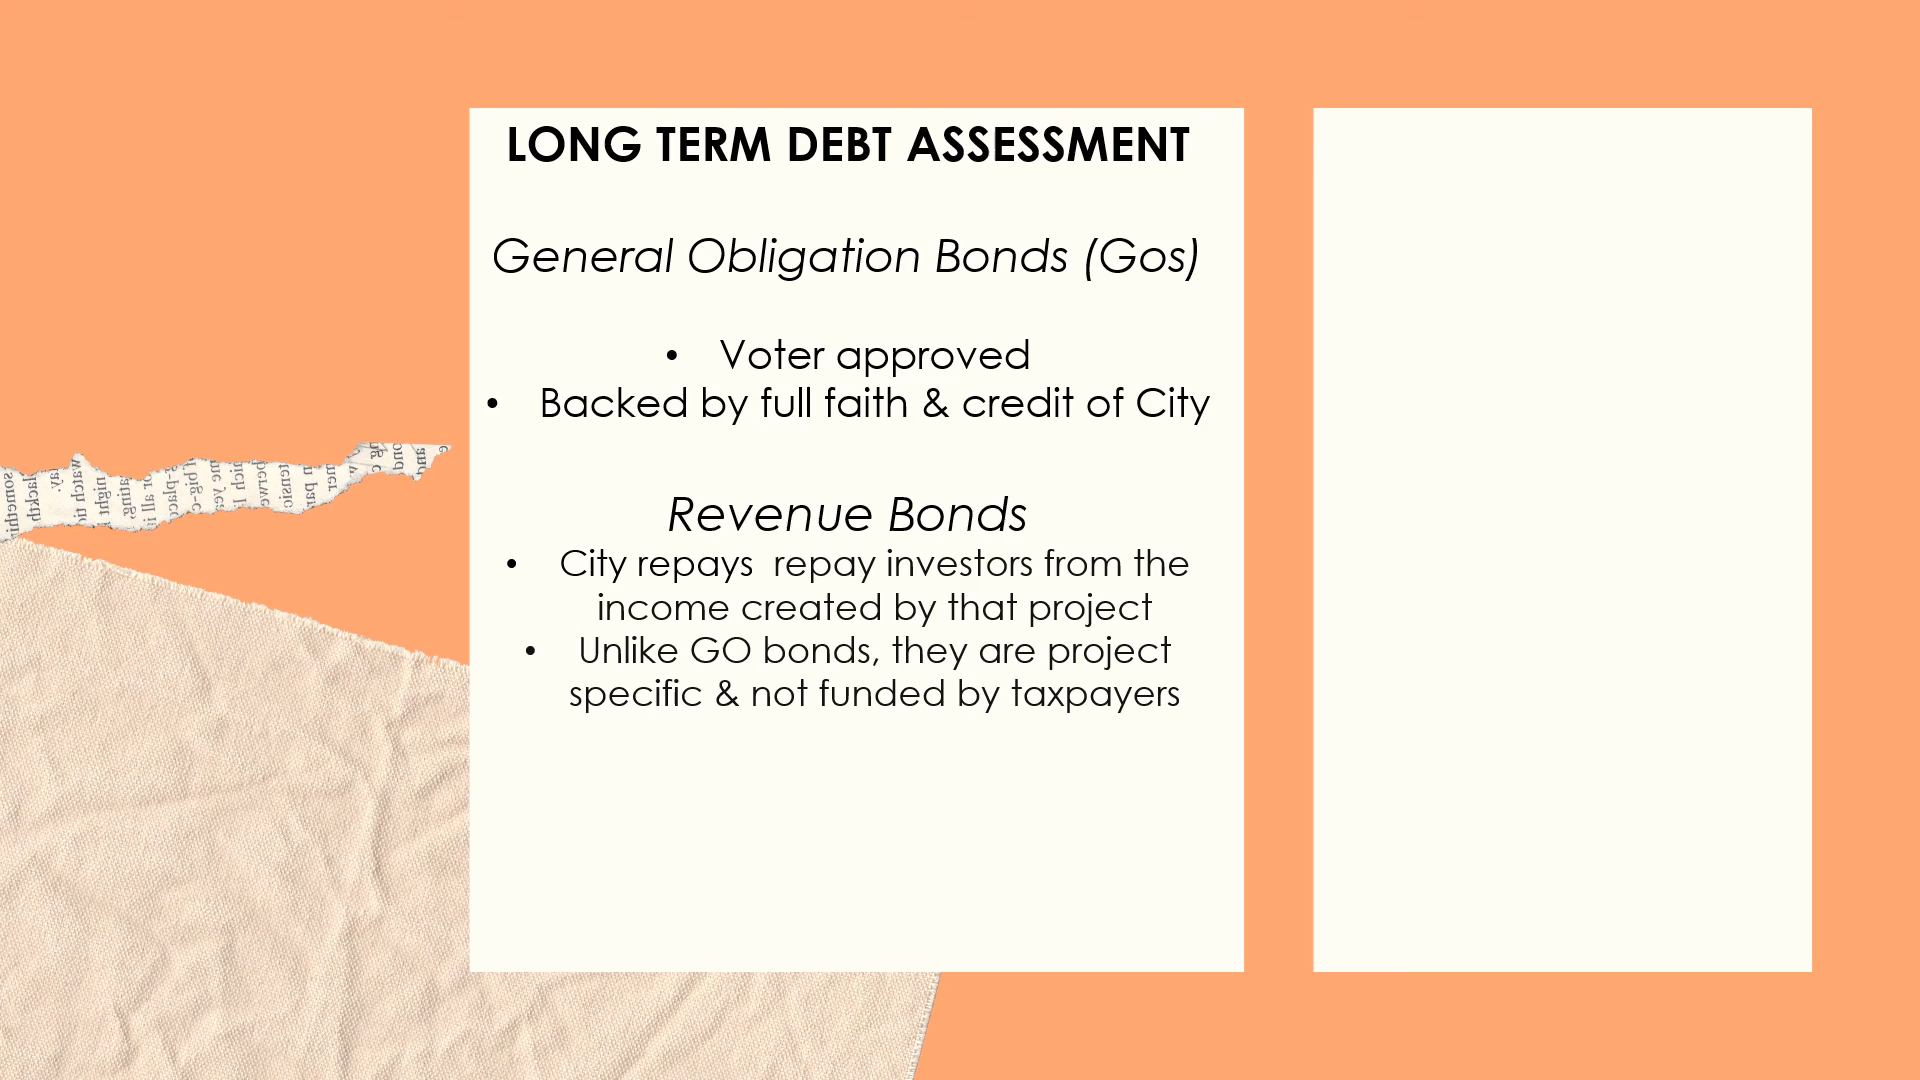 LONG TERM DEBT ASSESSMENT
General Obligation Bonds (Gos)
• Voter approved
• Backed by full faith & credit of City
Revenue Bonds
• City repays  repay investors from the
income created by that project
• Unlike GO bonds, they are project
specific & not funded by taxpayers